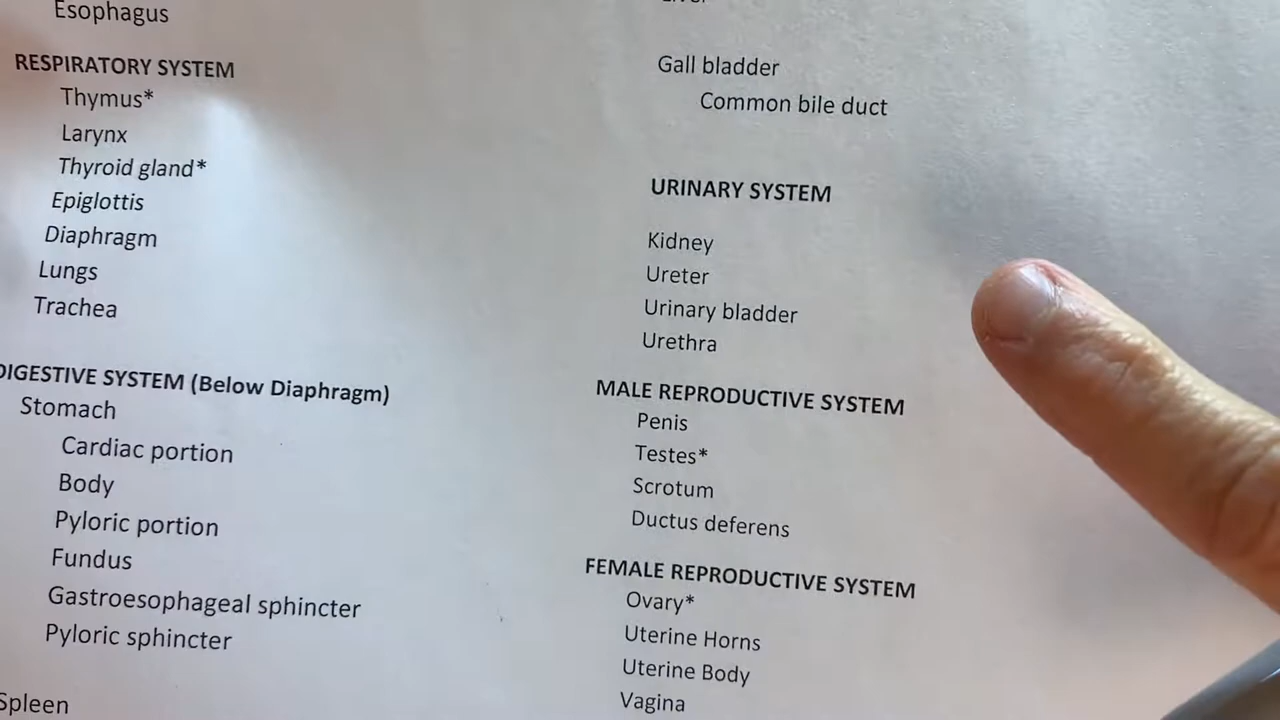 Esophagus
RESPIRATORY SYSTEM
Thymus*
Larynx
Thyroid gland*
Epiglottis
Diaphragm
Lungs
Trachea
DIGESTIVE SYSTEM (Below Diaphragm)
Stomach
Cardiac portion
Body
Pyloric portion
Fundus
Gastroesophageal sphincter
Pyloric sphincter
Spleen
Liver
Gall bladder
Common bile duct
URINARY SYSTEM
Kidney
Ureter
Urinary bladder
Urethra
MALE REPRODUCTIVE SYSTEM
Penis
Testes*
Scrotum
Ductus deferens
FEMALE REPRODUCTIVE SYSTEM
Ovary*
Uterine Horns
Uterine Body
Vagina